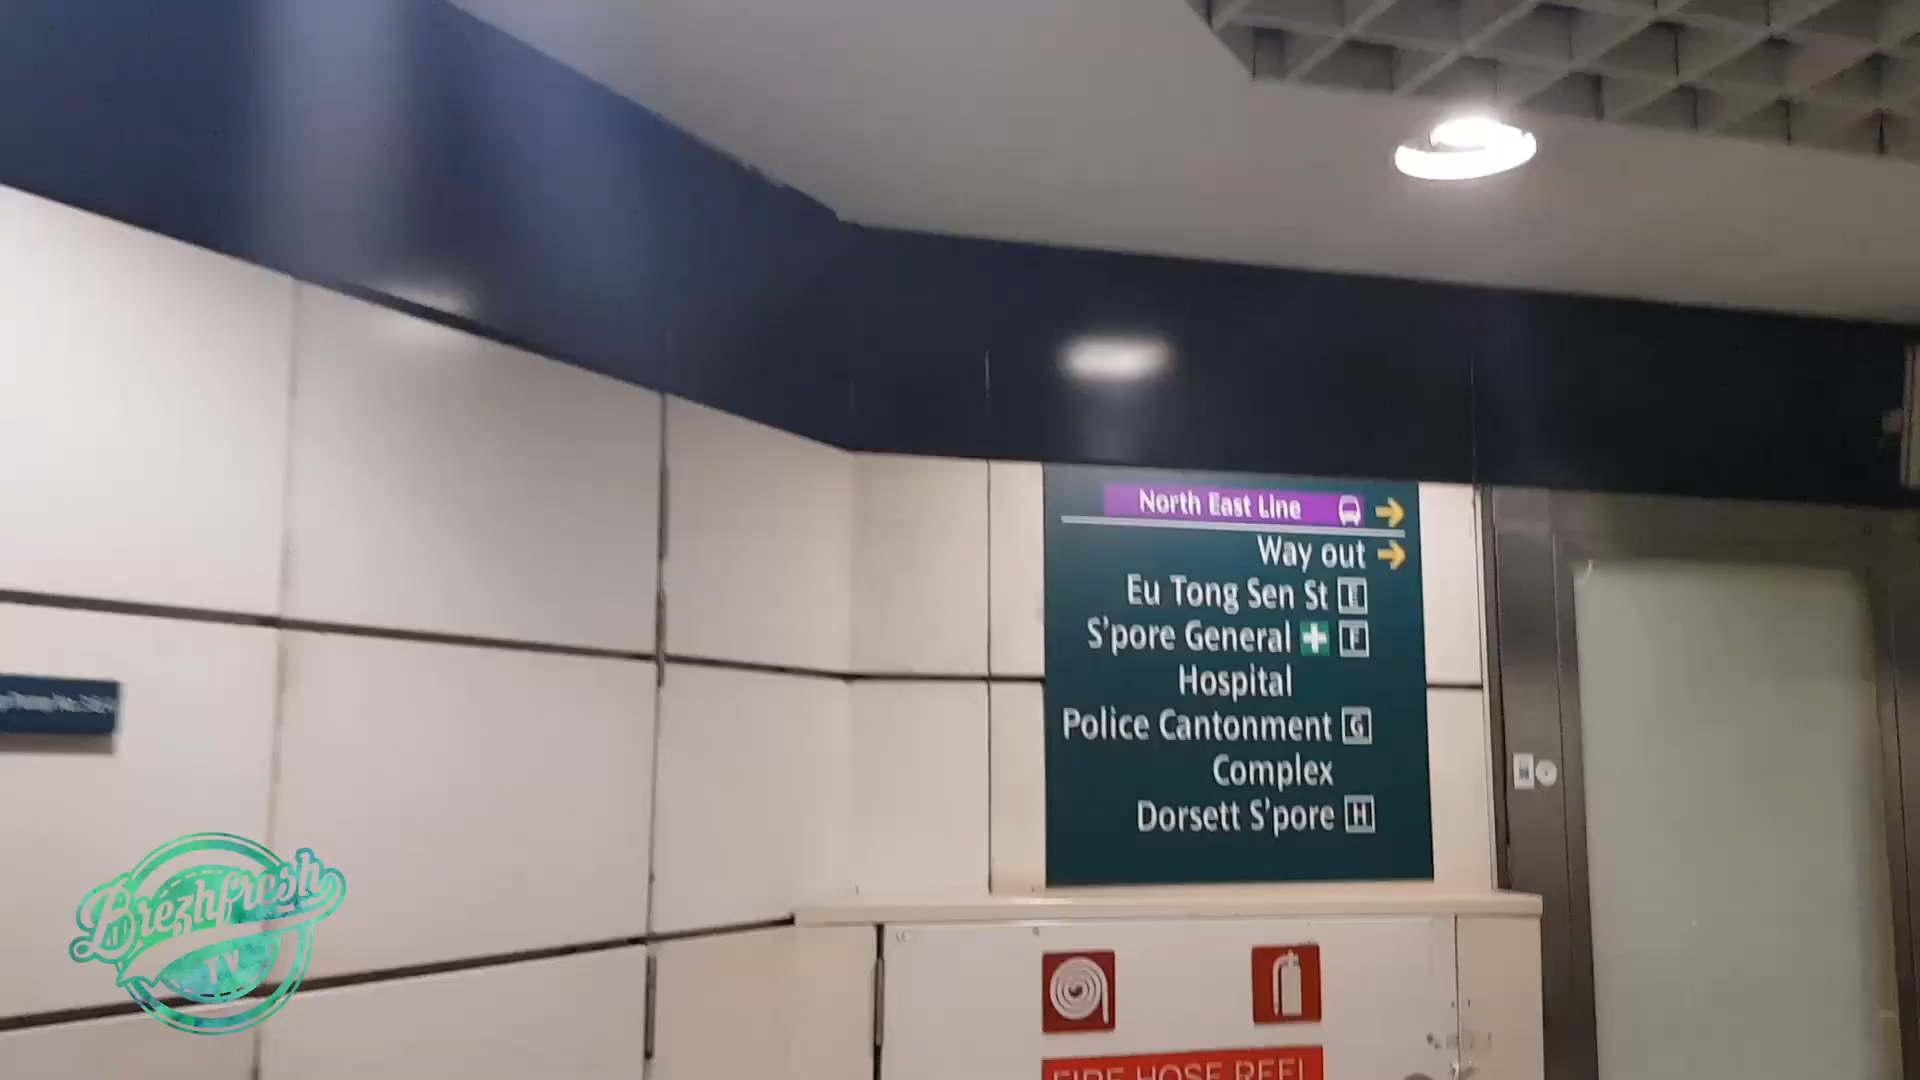 North East Line
Way out
Eu Tong Sen St E
S'pore General F
Hospital
Police Cantonment G
Complex
Dorsett S'pore H
Brezhfresh
TV
FIRE HOSE REEL